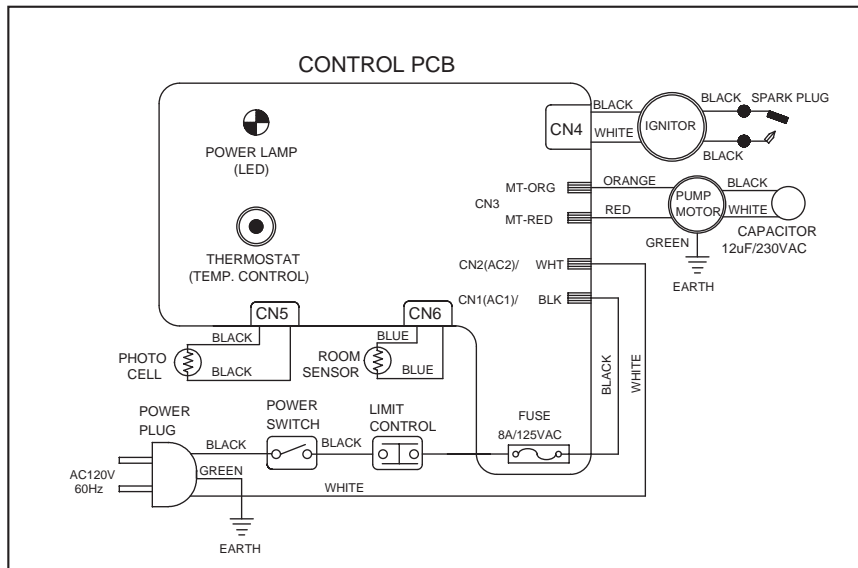 CONTROL PCB
POWER LAMP
(LED)
THERMOSTAT
(TEMP. CONTROL)
CN4
BLACK
WHITE
IGNITOR
BLACK
SPARK PLUG
BLACK
MT-ORG
CN3
MT-RED
ORANGE
RED
PUMP
MOTOR
BLACK
WHITE
CAPACITOR
12uF/230VAC
GREEN
EARTH
CN2(AC2)/ WHT
CN1(AC1)/ BLK
BLACK
WHITE
CN5
CN6
BLACK
BLACK
PHOTO
CELL
BLUE
BLUE
ROOM
SENSOR
POWER
PLUG
BLACK
POWER
SWITCH
BLACK
LIMIT
CONTROL
FUSE
8A/125VAC
GREEN
AC120V
60Hz
WHITE
EARTH